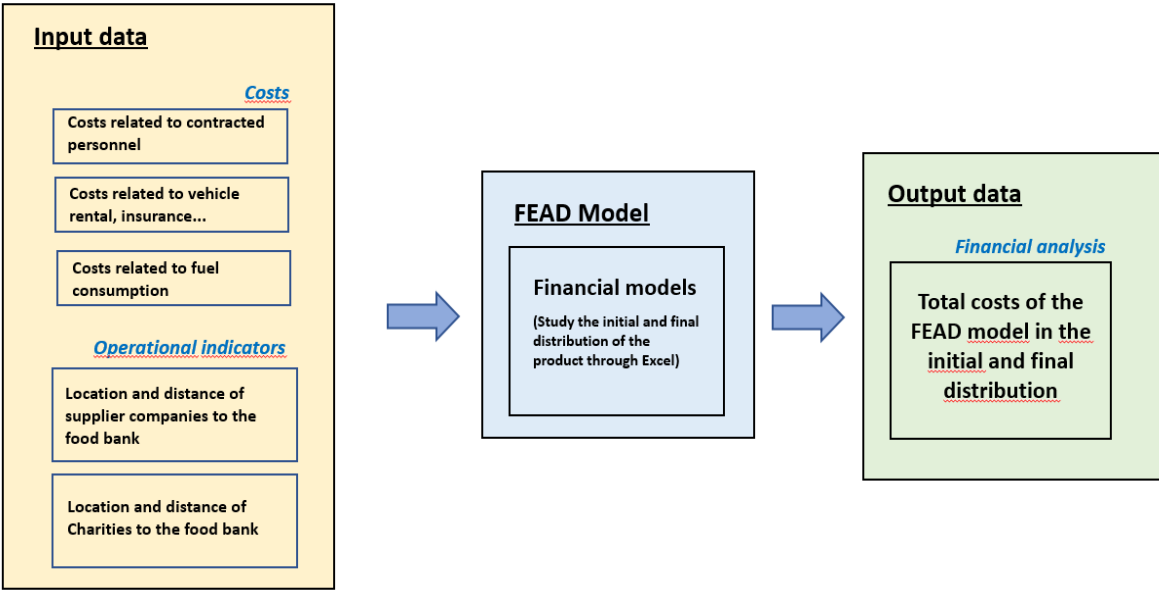 Input data
Costs
Costs related to contracted
personnel
Costs related to vehicle
rental, insurance...
Costs related to fuel
consumption
Operational indicators
Location and distance of
supplier companies to the
food bank
Location and distance of
Charities to the food bank
FEAD Model
Financial models
(Study the initial and final
distribution of the
product through Excel)
Output data
Financial analysis
Total costs of the
FEAD model in the
initial and final
distribution